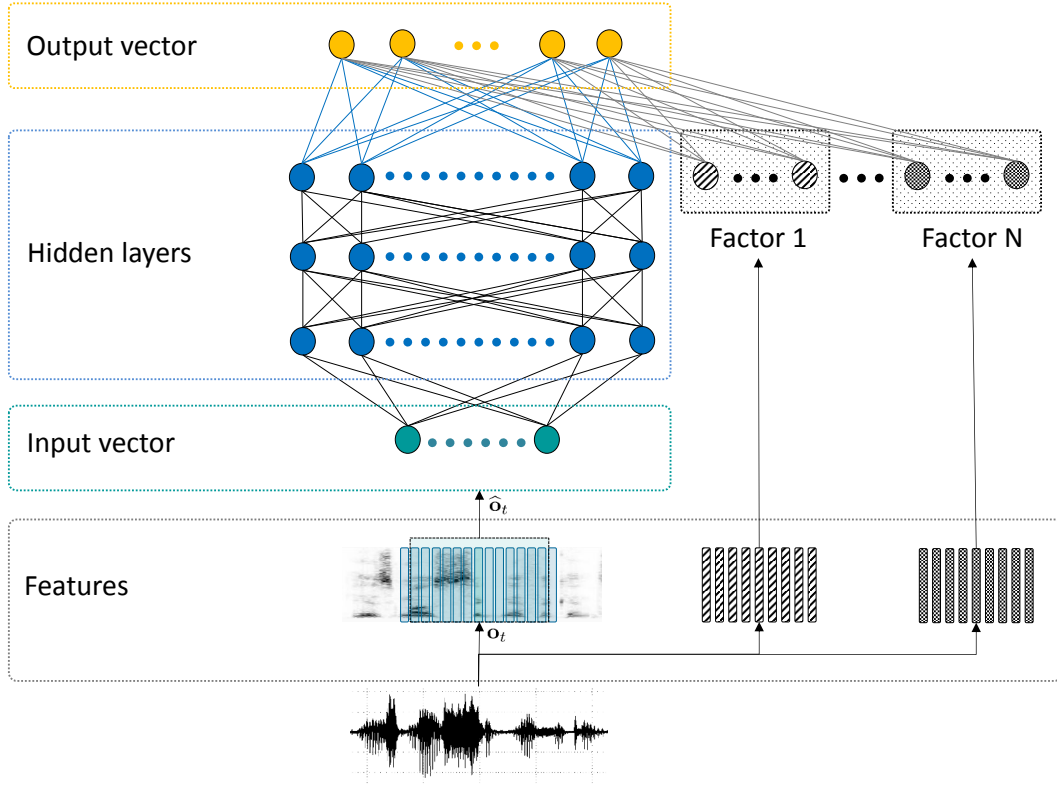 Output vector
Hidden layers
Factor 1
Factor N
Input vector
ô_t
Features
o_t